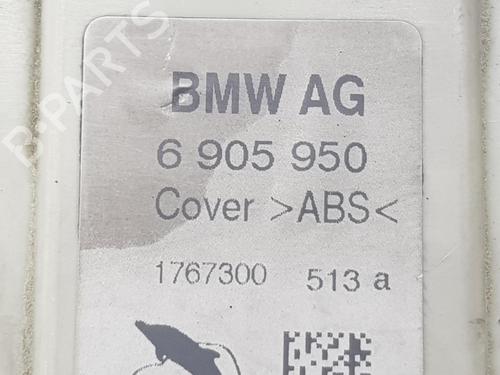 BMW AG
6 905 950
Cover >ABS<
1767300 513 a
B-PARTS